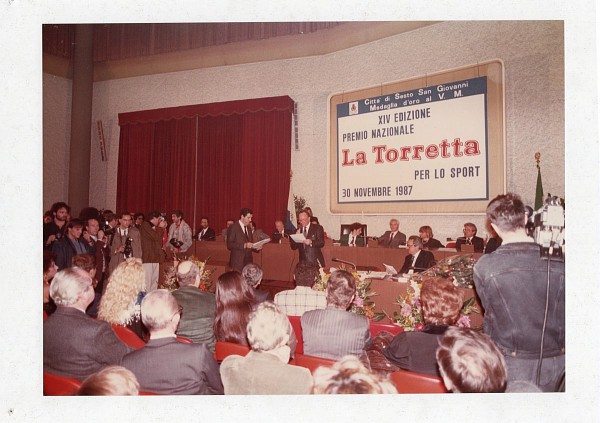 Città di Sesto San Giovanni
Medaglia d'oro al V. M.
XIV EDIZIONE
PREMIO NAZIONALE
La Torretta
PER LO SPORT
30 NOVEMBRE 1987